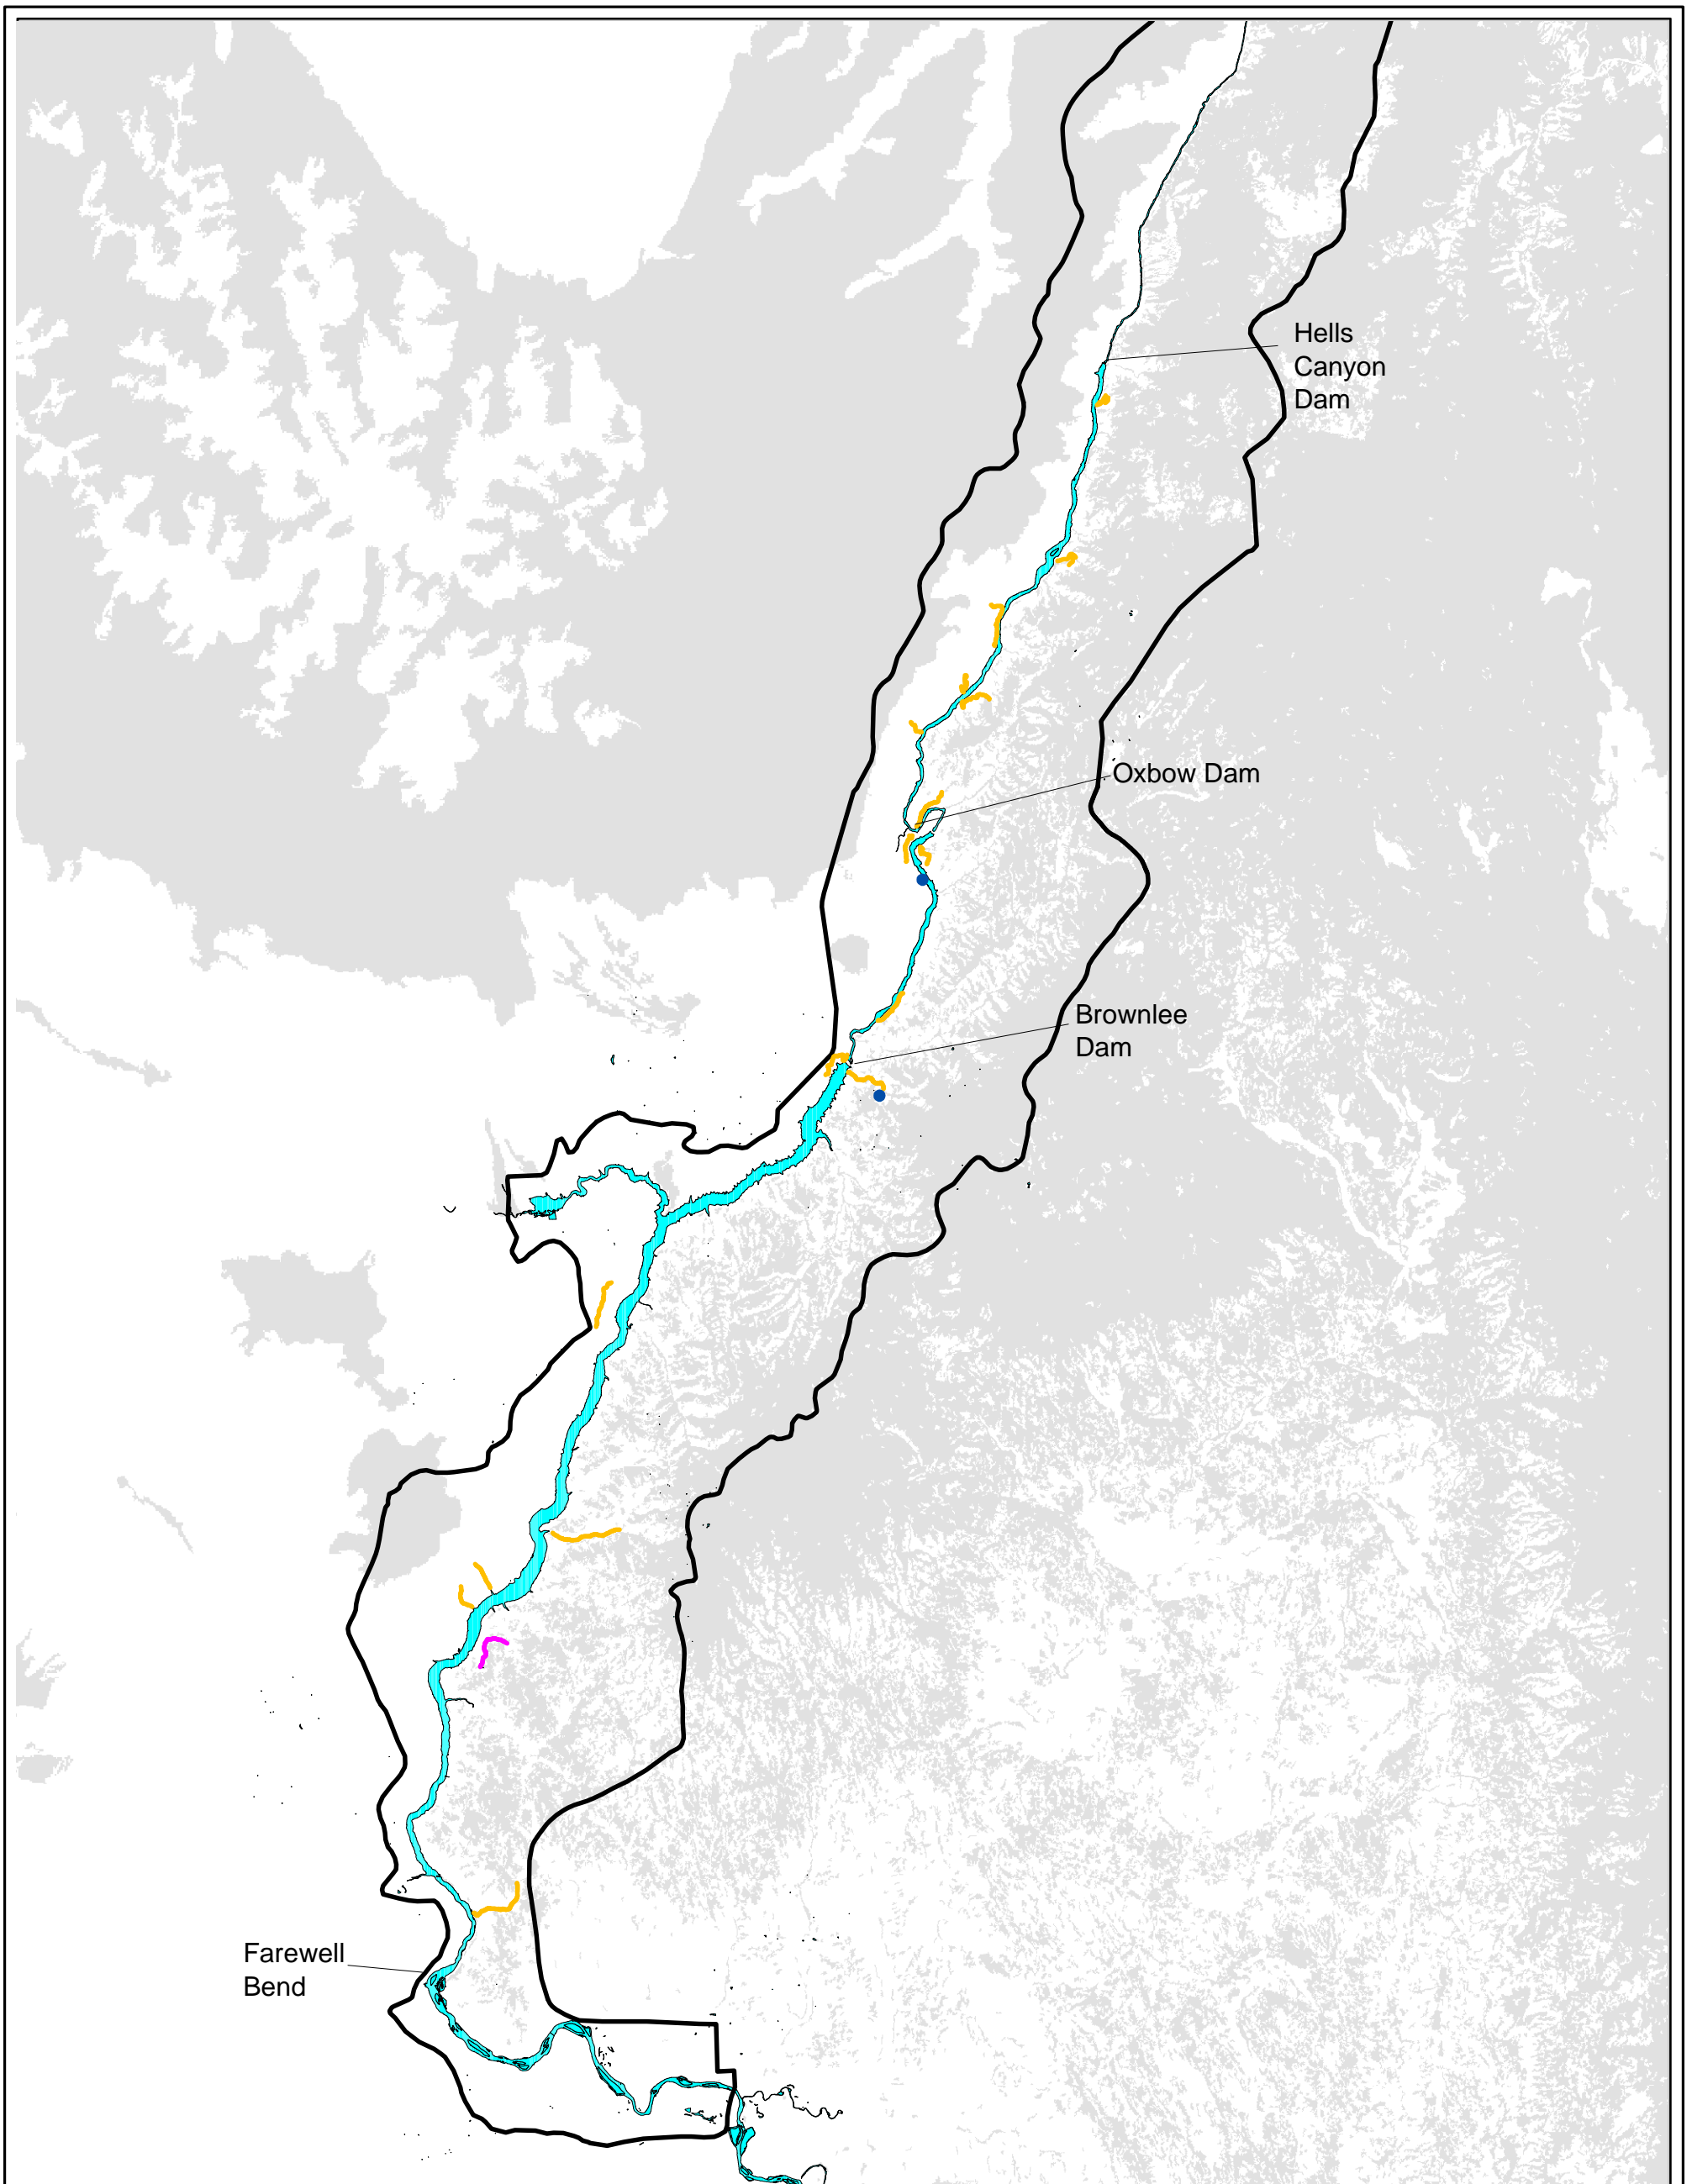 Hells
Canyon
Dam
Oxbow Dam
Brownlee
Dam
Farewell
Bend